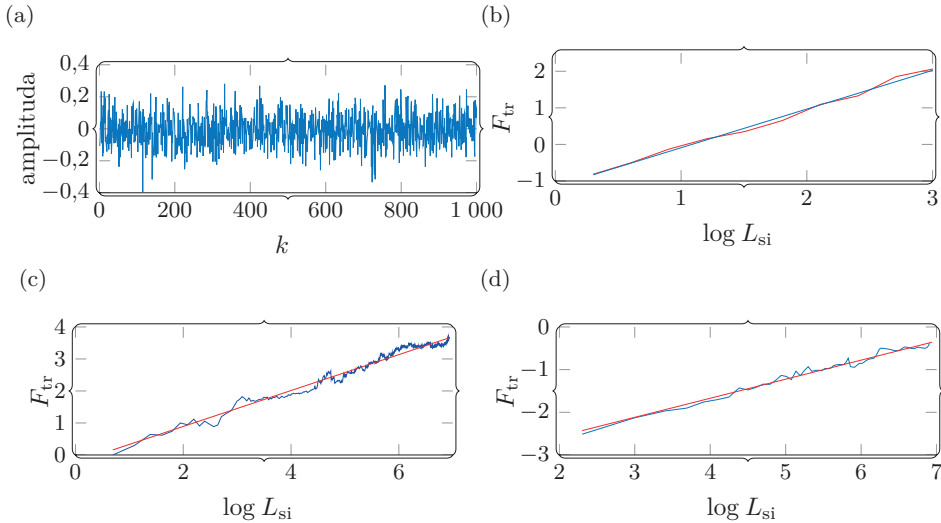 (a)
0,4
0,2
0
−0,2
−0,4
amplituda
0 200 400 600 800 1 000
k
(b)
2
1
0
−1
F_tr
0 1 2 3
log L_si
(c)
4
3
2
1
0
F_tr
0 2 4 6
log L_si
(d)
0
−1
−2
−3
F_tr
2 3 4 5 6 7
log L_si